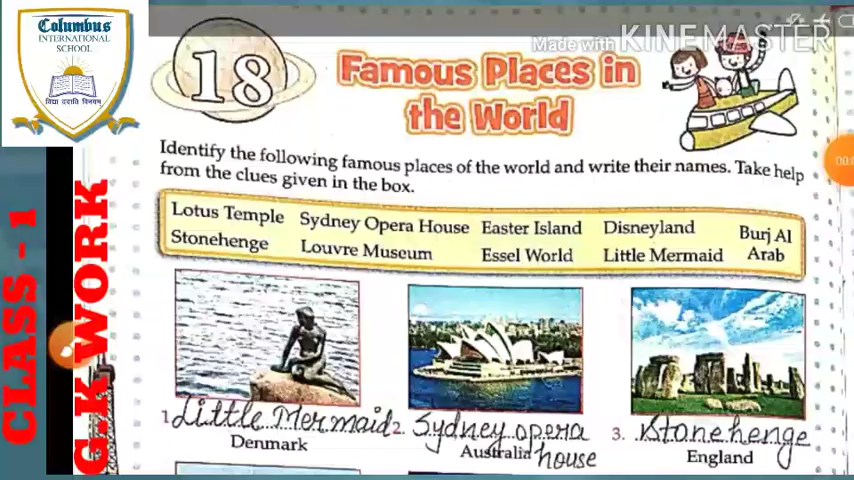 Columbus
INTERNATIONAL
SCHOOL
विद्या ददाति विनयम्
Made with KINEMASTER
18
Famous Places in
the World
Identify the following famous places of the world and write their names. Take help
from the clues given in the box.
Lotus Temple Sydney Opera House Easter Island Disneyland Burj Al
Stonehenge Louvre Museum Essel World Little Mermaid Arab
1. Little Mermaid 2. Sydney opera 3. Stonehenge
Denmark Australia house England
CLASS - 1
G.K WORK